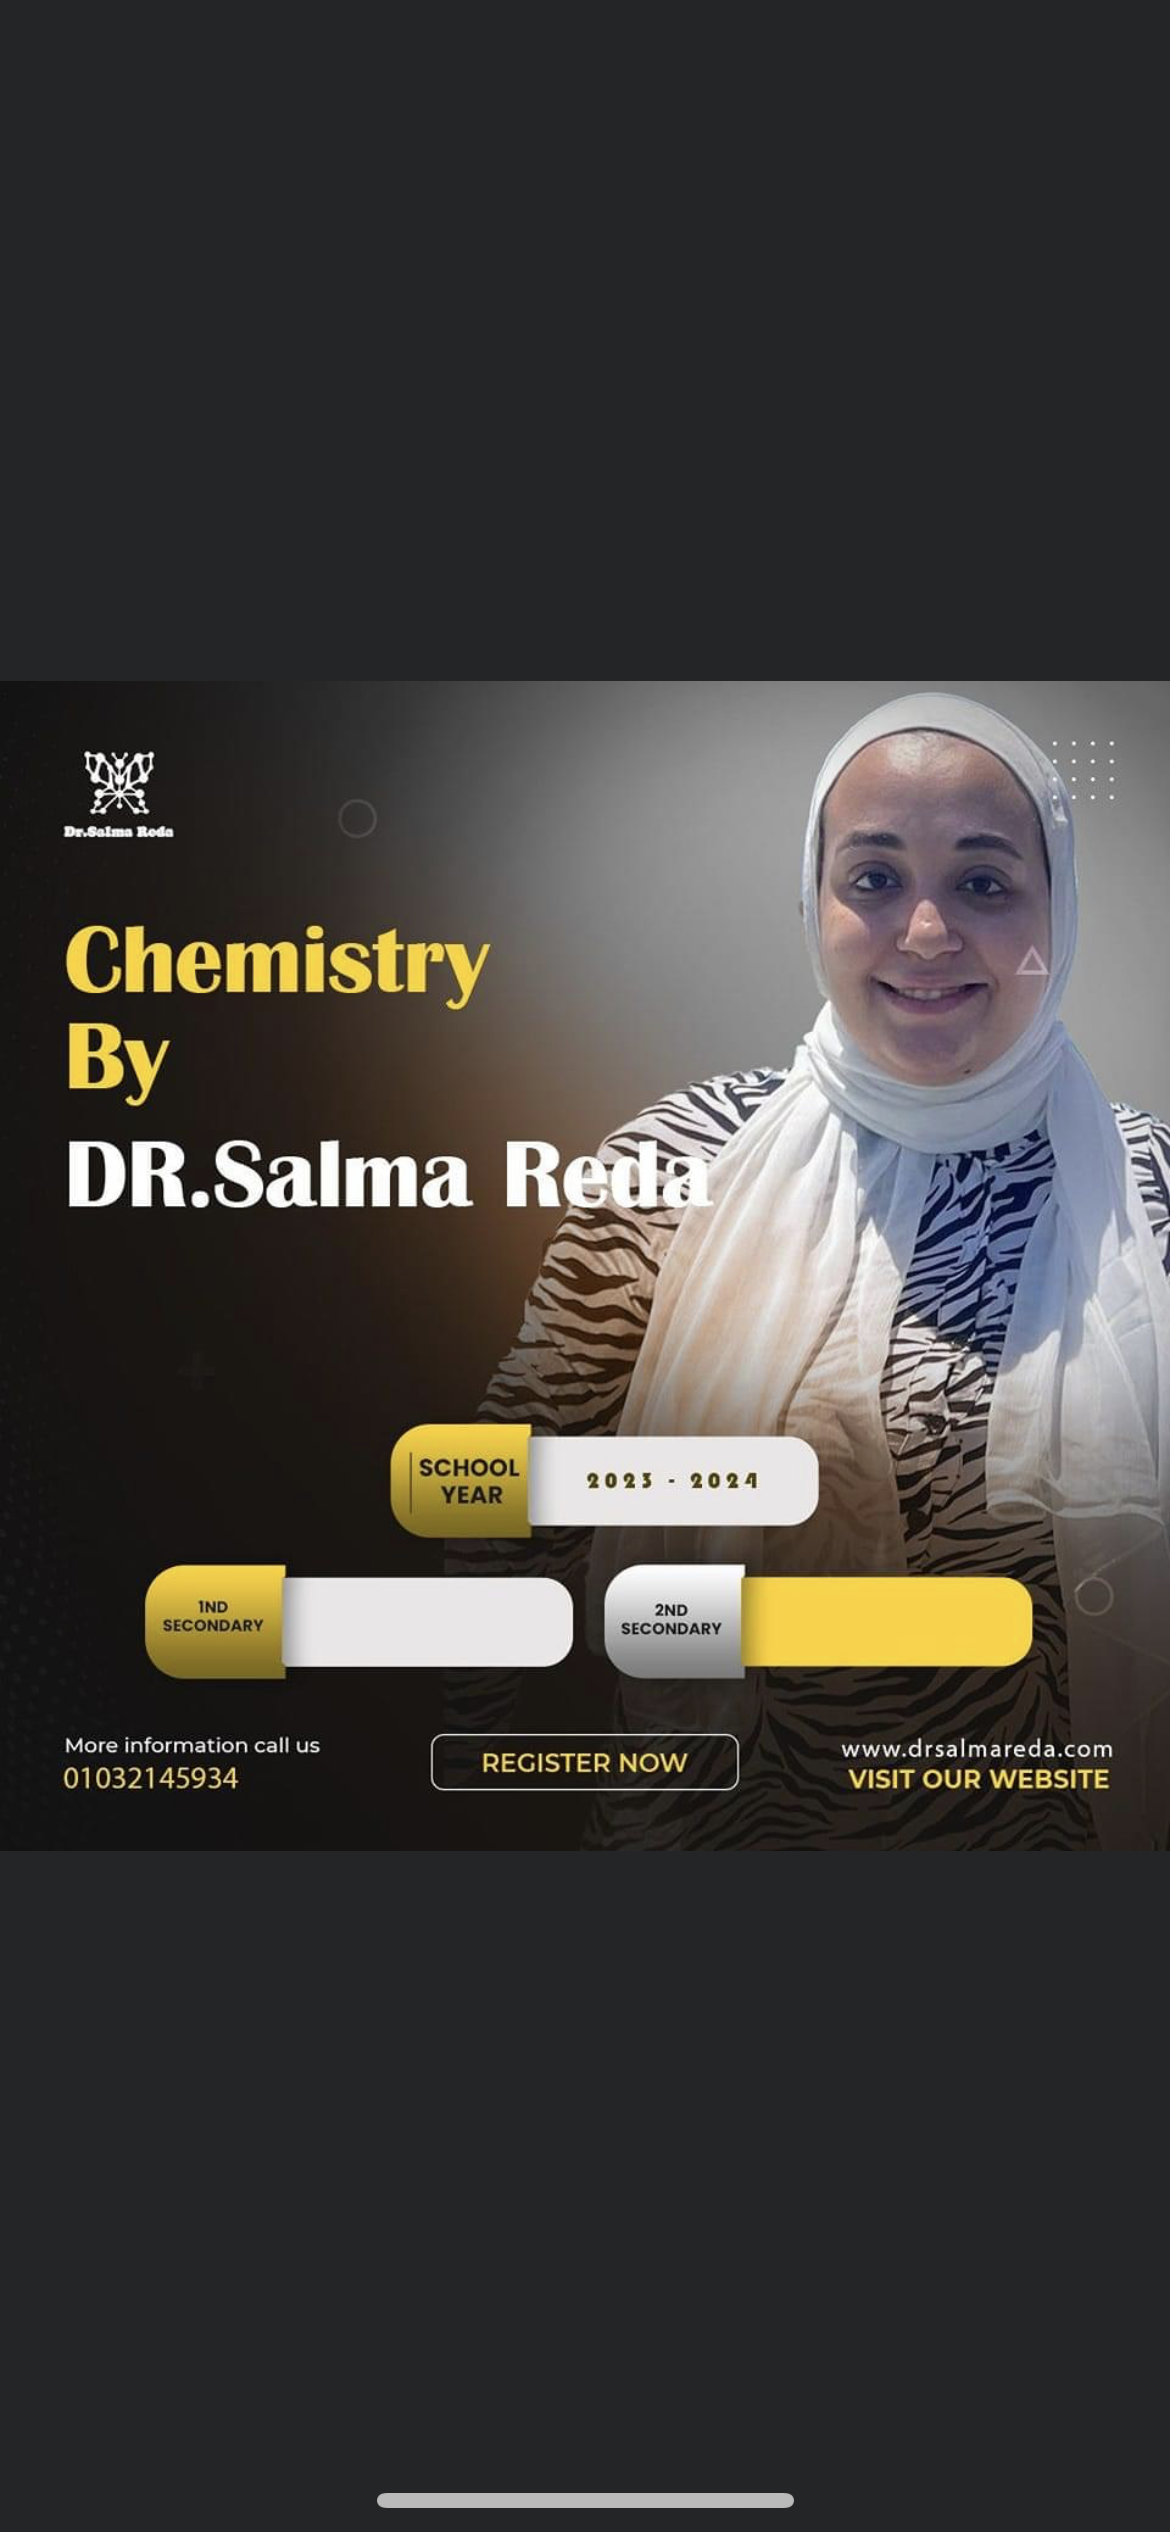 Dr.Salma Reda
Chemistry
By
DR.Salma Reda
SCHOOL
YEAR
2023 - 2024
1ND
SECONDARY
2ND
SECONDARY
More information call us
01032145934
REGISTER NOW
www.drsalmareda.com
VISIT OUR WEBSITE